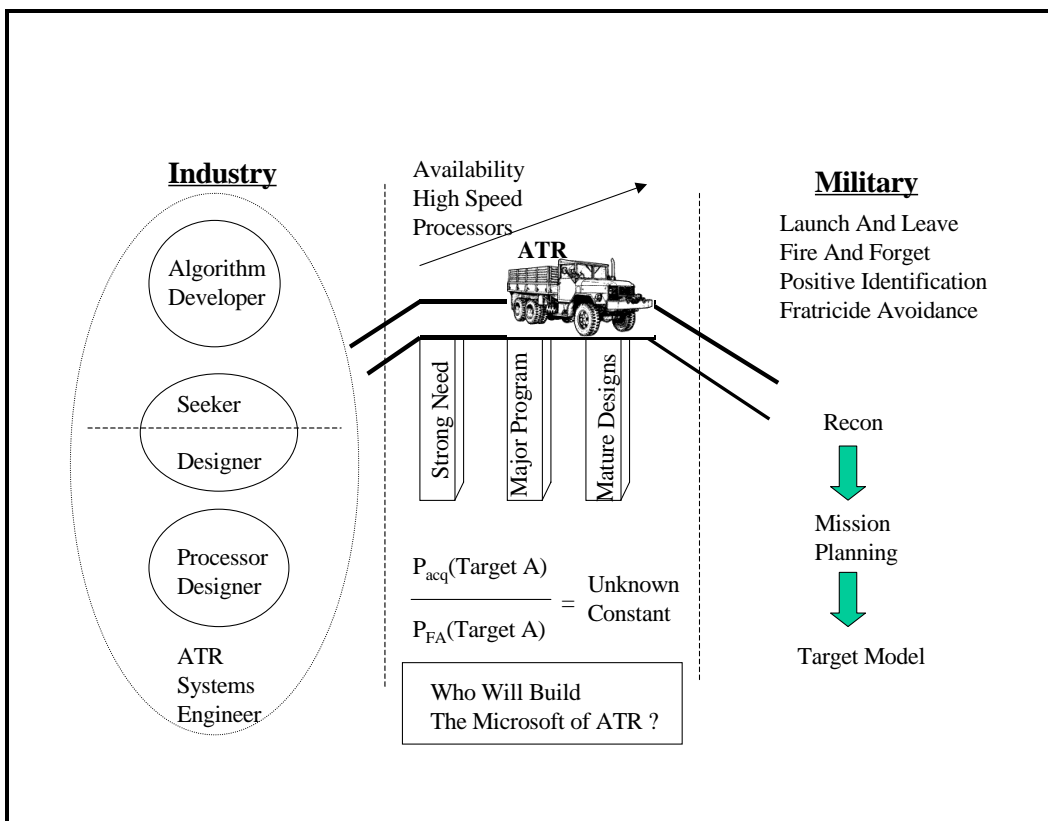 Industry
Algorithm
Developer
Seeker
Designer
Processor
Designer
ATR
Systems
Engineer
Availability
High Speed
Processors
ATR
Strong Need
Major Program
Mature Designs
P_acq(Target A)
P_FA(Target A)
= Unknown
Constant
Who Will Build
The Microsoft of ATR ?
Military
Launch And Leave
Fire And Forget
Positive Identification
Fratricide Avoidance
Recon
Mission
Planning
Target Model